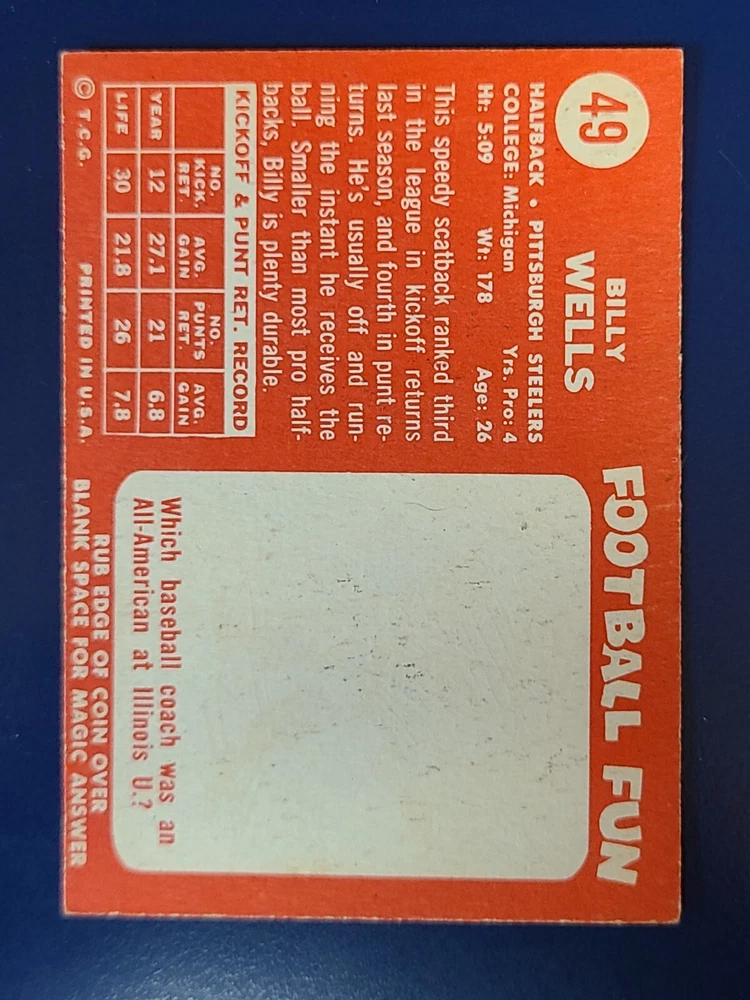 49
BILLY
WELLS
HALFBACK • PITTSBURGH STEELERS
COLLEGE: Michigan Yrs. Pro: 4
Ht: 5:09 Wt: 178 Age: 26
This speedy scatback ranked third
in the league in kickoff returns
last season, and fourth in punt re-
turns. He's usually off and run-
ning the instant he receives the
ball. Smaller than most pro half-
backs, Billy is plenty durable.
KICKOFF & PUNT RET. RECORD
NO. KICK. RET. AVG. GAIN NO. PUNTS RET. AVG. GAIN
YEAR 12 27.1 21 6.8
LIFE 30 21.8 26 7.8
© T.C.G. PRINTED IN U.S.A.
FOOTBALL FUN
Which baseball coach was an
All-American at Illinois U.?
RUB EDGE OF COIN OVER
BLANK SPACE FOR MAGIC ANSWER